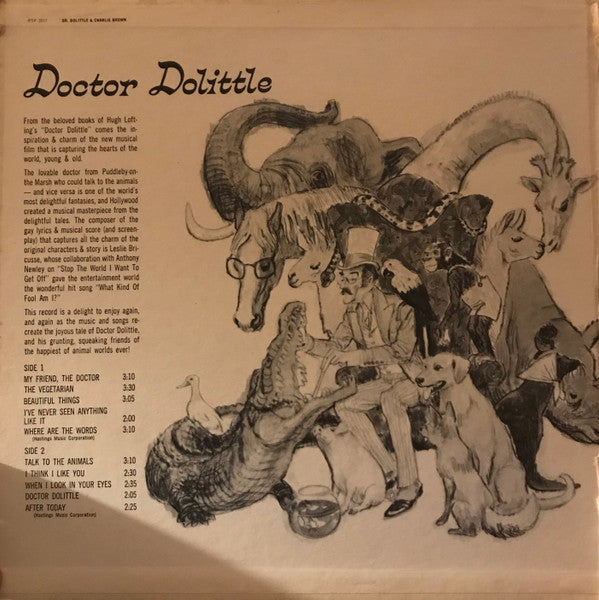 DR. DOLITTLE & CHARLIE BROWN
Doctor Dolittle
From the beloved books of Hugh Loft-
ing's "Doctor Dolittle" comes the in-
spiration & charm of the new musical
film that is capturing the hearts of the
world, young & old.
The lovable doctor from Puddleby-on-
the Marsh who could talk to the animals
— and vice versa is one of the world's
most delightful fantasies, and Hollywood
created a musical masterpiece from the
delightful tales. The composer of the
gay lyrics & musical score (and screen-
play) that captures all the charm of the
original characters & story is Leslie Bri-
cusse, whose collaboration with Anthony
Newley on "Stop The World I Want To
Get Off" gave the entertainment world
the wonderful hit song "What Kind Of
Fool Am I?"
This record is a delight to enjoy again,
and again as the music and songs re-
create the joyous tale of Doctor Dolittle,
and his grunting, squeaking friends of
the happiest of animal worlds ever!
SIDE 1
MY FRIEND, THE DOCTOR 3:10
THE VEGETARIAN 3:30
BEAUTIFUL THINGS 3:05
I'VE NEVER SEEN ANYTHING
LIKE IT 2:00
WHERE ARE THE WORDS 3:10
(Hastings Music Corporation)
SIDE 2
TALK TO THE ANIMALS 3:10
I THINK I LIKE YOU 2:30
WHEN I LOOK IN YOUR EYES 2:35
DOCTOR DOLITTLE 2:05
AFTER TODAY 2:25
(Hastings Music Corporation)